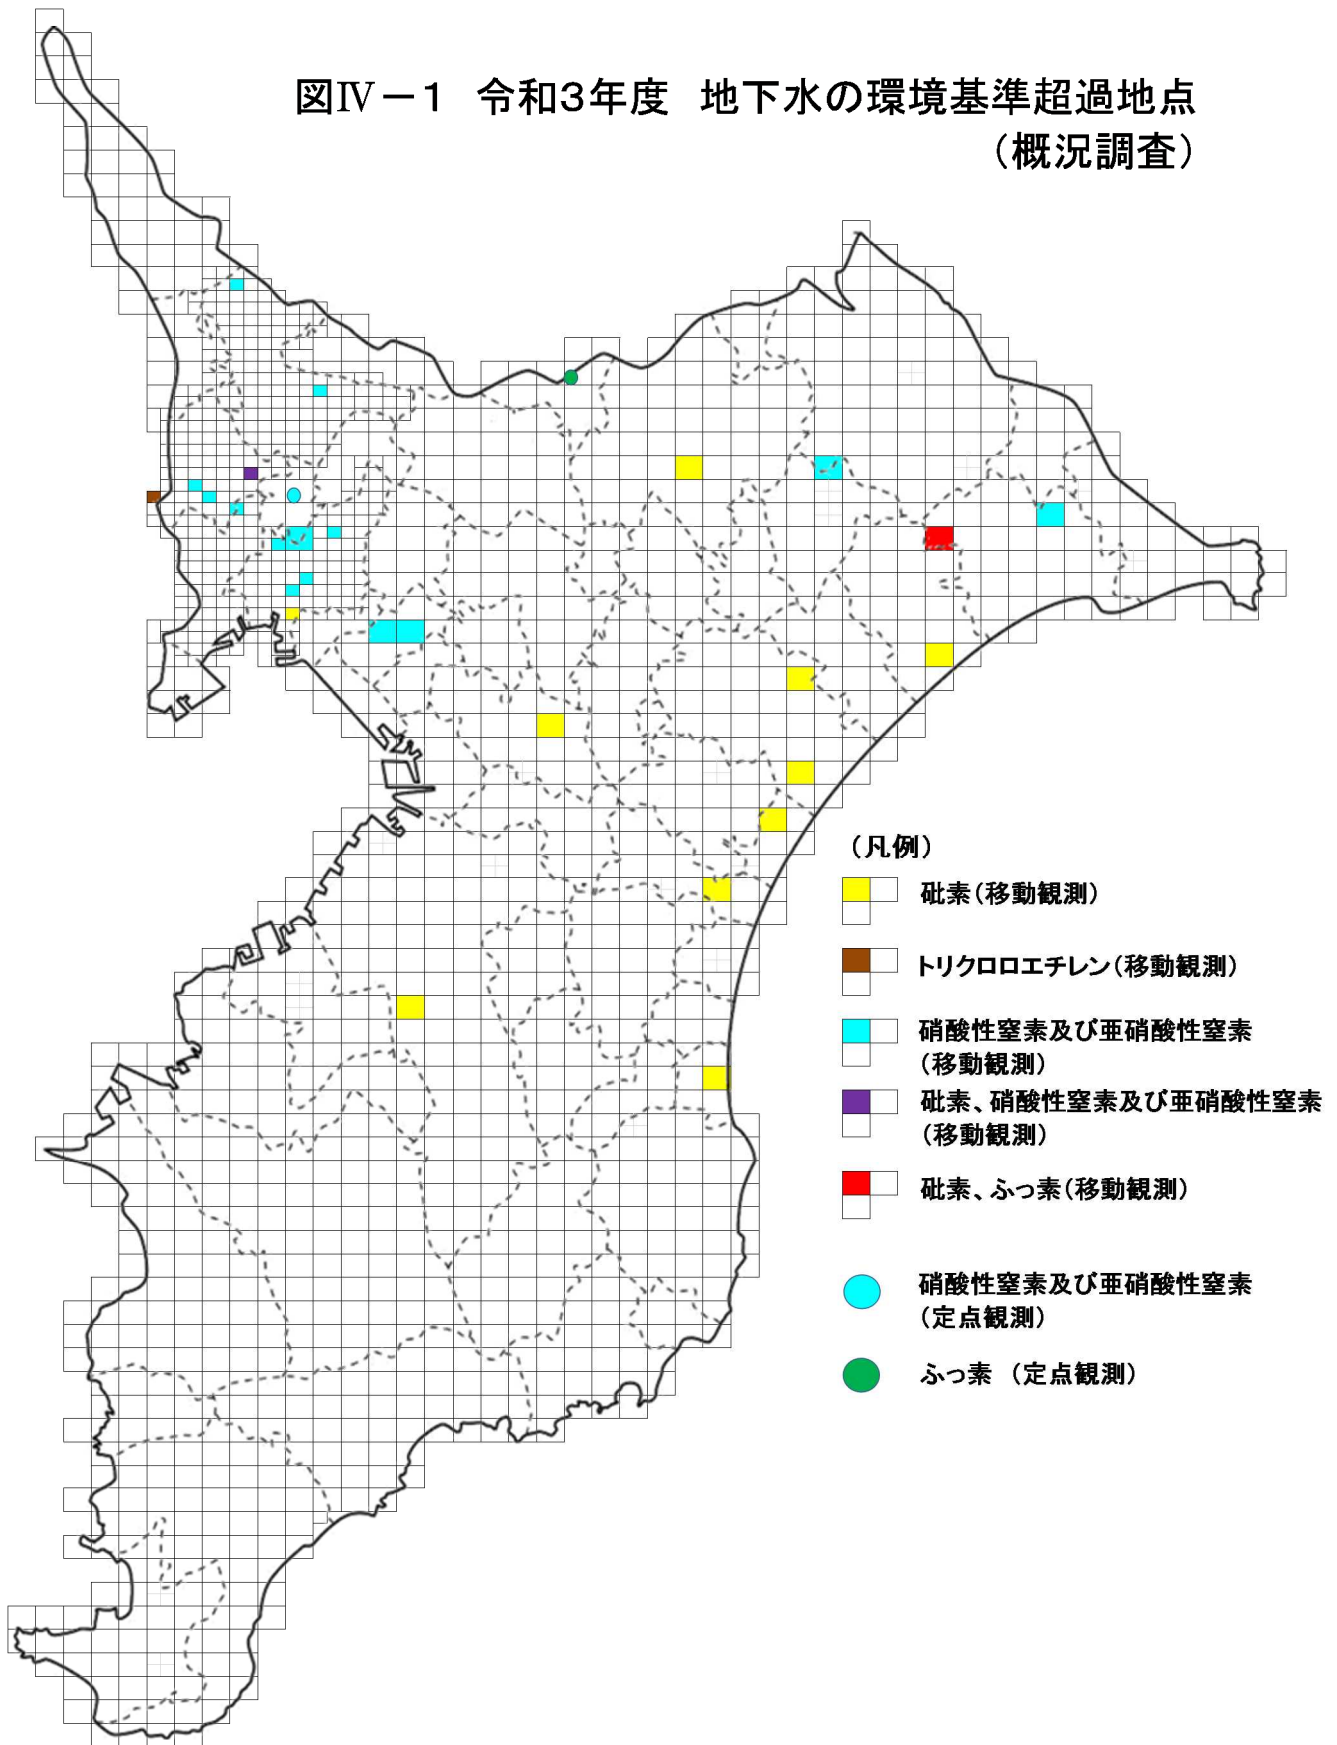 図Ⅳ－1 令和3年度 地下水の環境基準超過地点
（概況調査）
（凡例）
砒素（移動観測）
トリクロロエチレン（移動観測）
硝酸性窒素及び亜硝酸性窒素
（移動観測）
砒素、硝酸性窒素及び亜硝酸性窒素
（移動観測）
砒素、ふっ素（移動観測）
硝酸性窒素及び亜硝酸性窒素
（定点観測）
ふっ素 （定点観測）